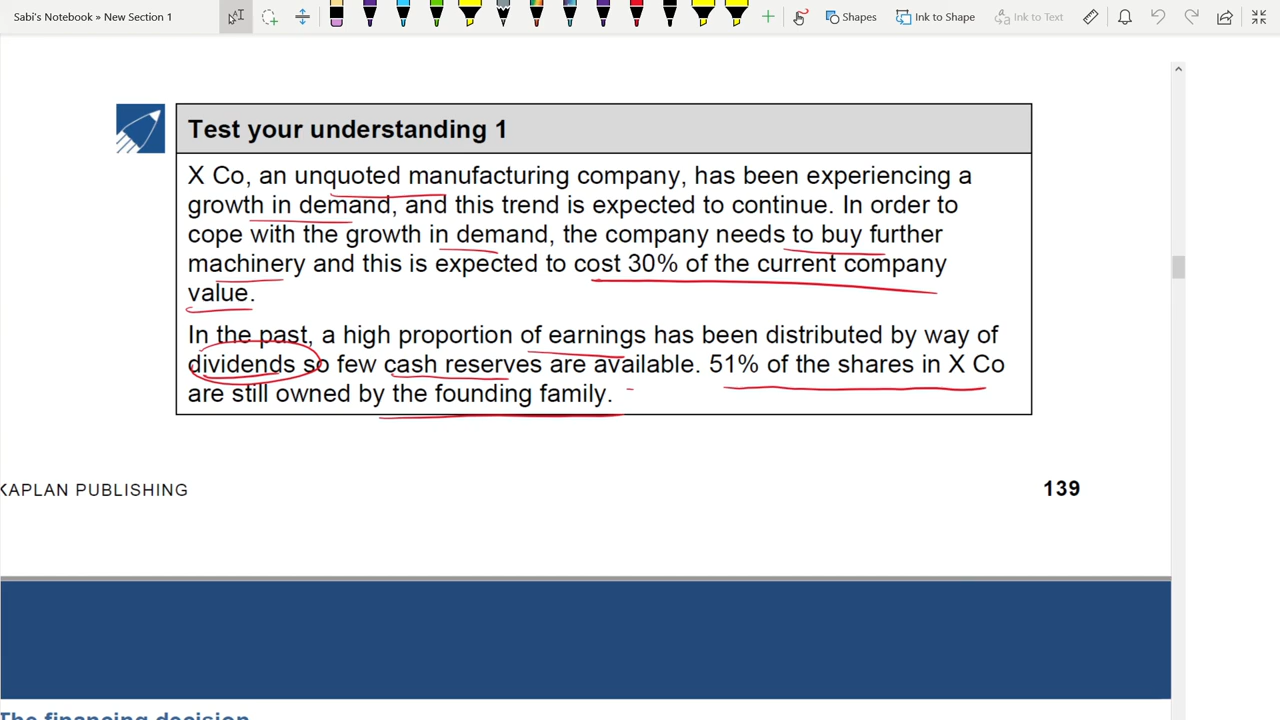 Sabi's Notebook » New Section 1
Shapes
Ink to Shape
Ink to Text
Test your understanding 1
X Co, an unquoted manufacturing company, has been experiencing a
growth in demand, and this trend is expected to continue. In order to
cope with the growth in demand, the company needs to buy further
machinery and this is expected to cost 30% of the current company
value.
In the past, a high proportion of earnings has been distributed by way of
dividends so few cash reserves are available. 51% of the shares in X Co
are still owned by the founding family.
KAPLAN PUBLISHING
139
The financing decision